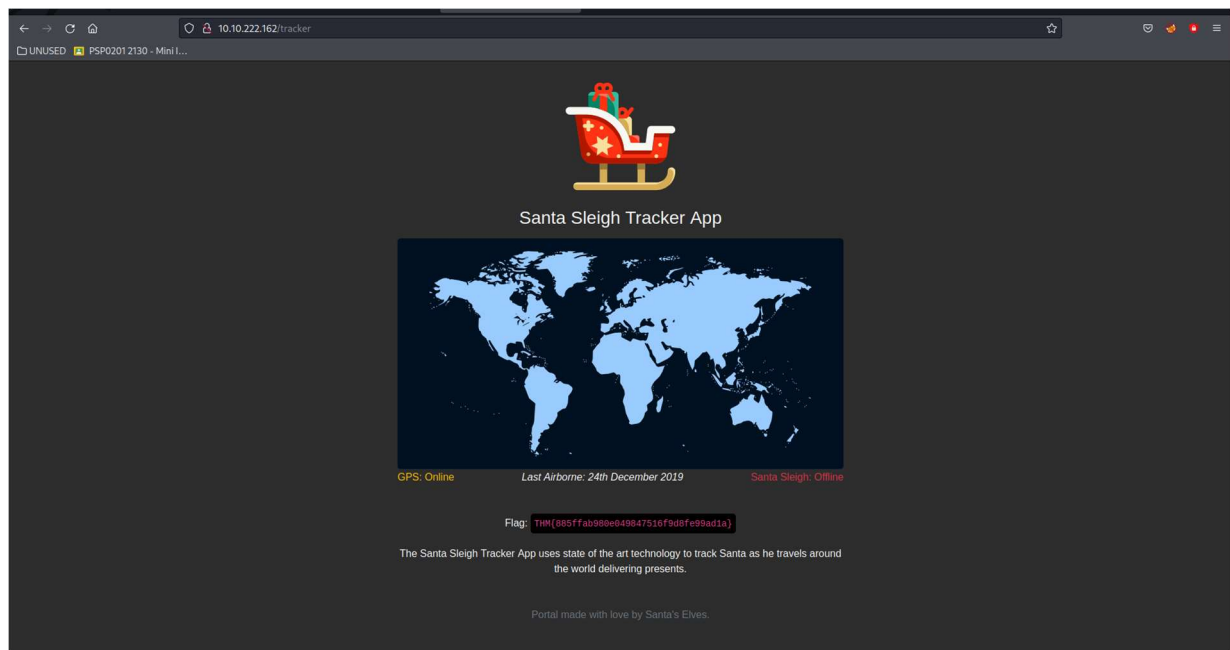 10.10.222.162/tracker
UNUSED PSP0201 2130 - Mini I...
Santa Sleigh Tracker App
GPS: Online Last Airborne: 24th December 2019 Santa Sleigh: Offline
Flag: THM{885ffab980e049847516f9d8fe99ad1a}
The Santa Sleigh Tracker App uses state of the art technology to track Santa as he travels around
the world delivering presents.
Portal made with love by Santa's Elves.